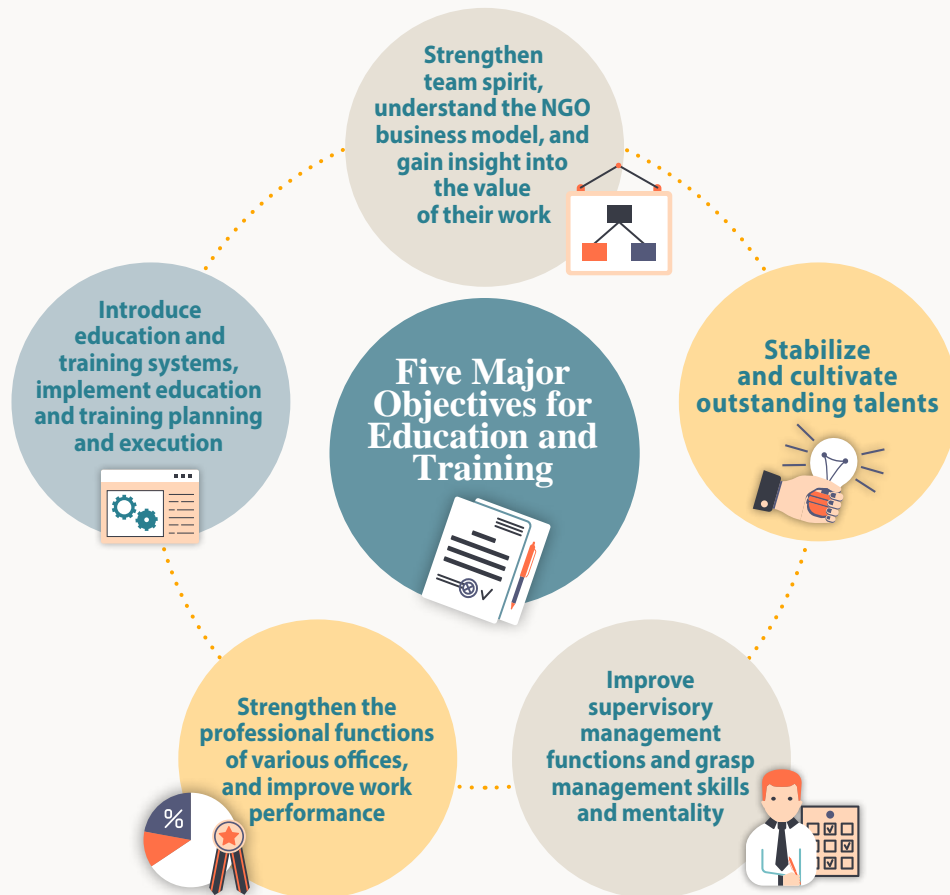 Strengthen
team spirit,
understand the NGO
business model, and
gain insight into
the value
of their work
Introduce
education and
training systems,
implement education
and training planning
and execution
Five Major
Objectives for
Education and
Training
Stabilize
and cultivate
outstanding talents
Strengthen the
professional functions
of various offices,
and improve work
performance
%
Improve
supervisory
management
functions and grasp
management skills
and mentality